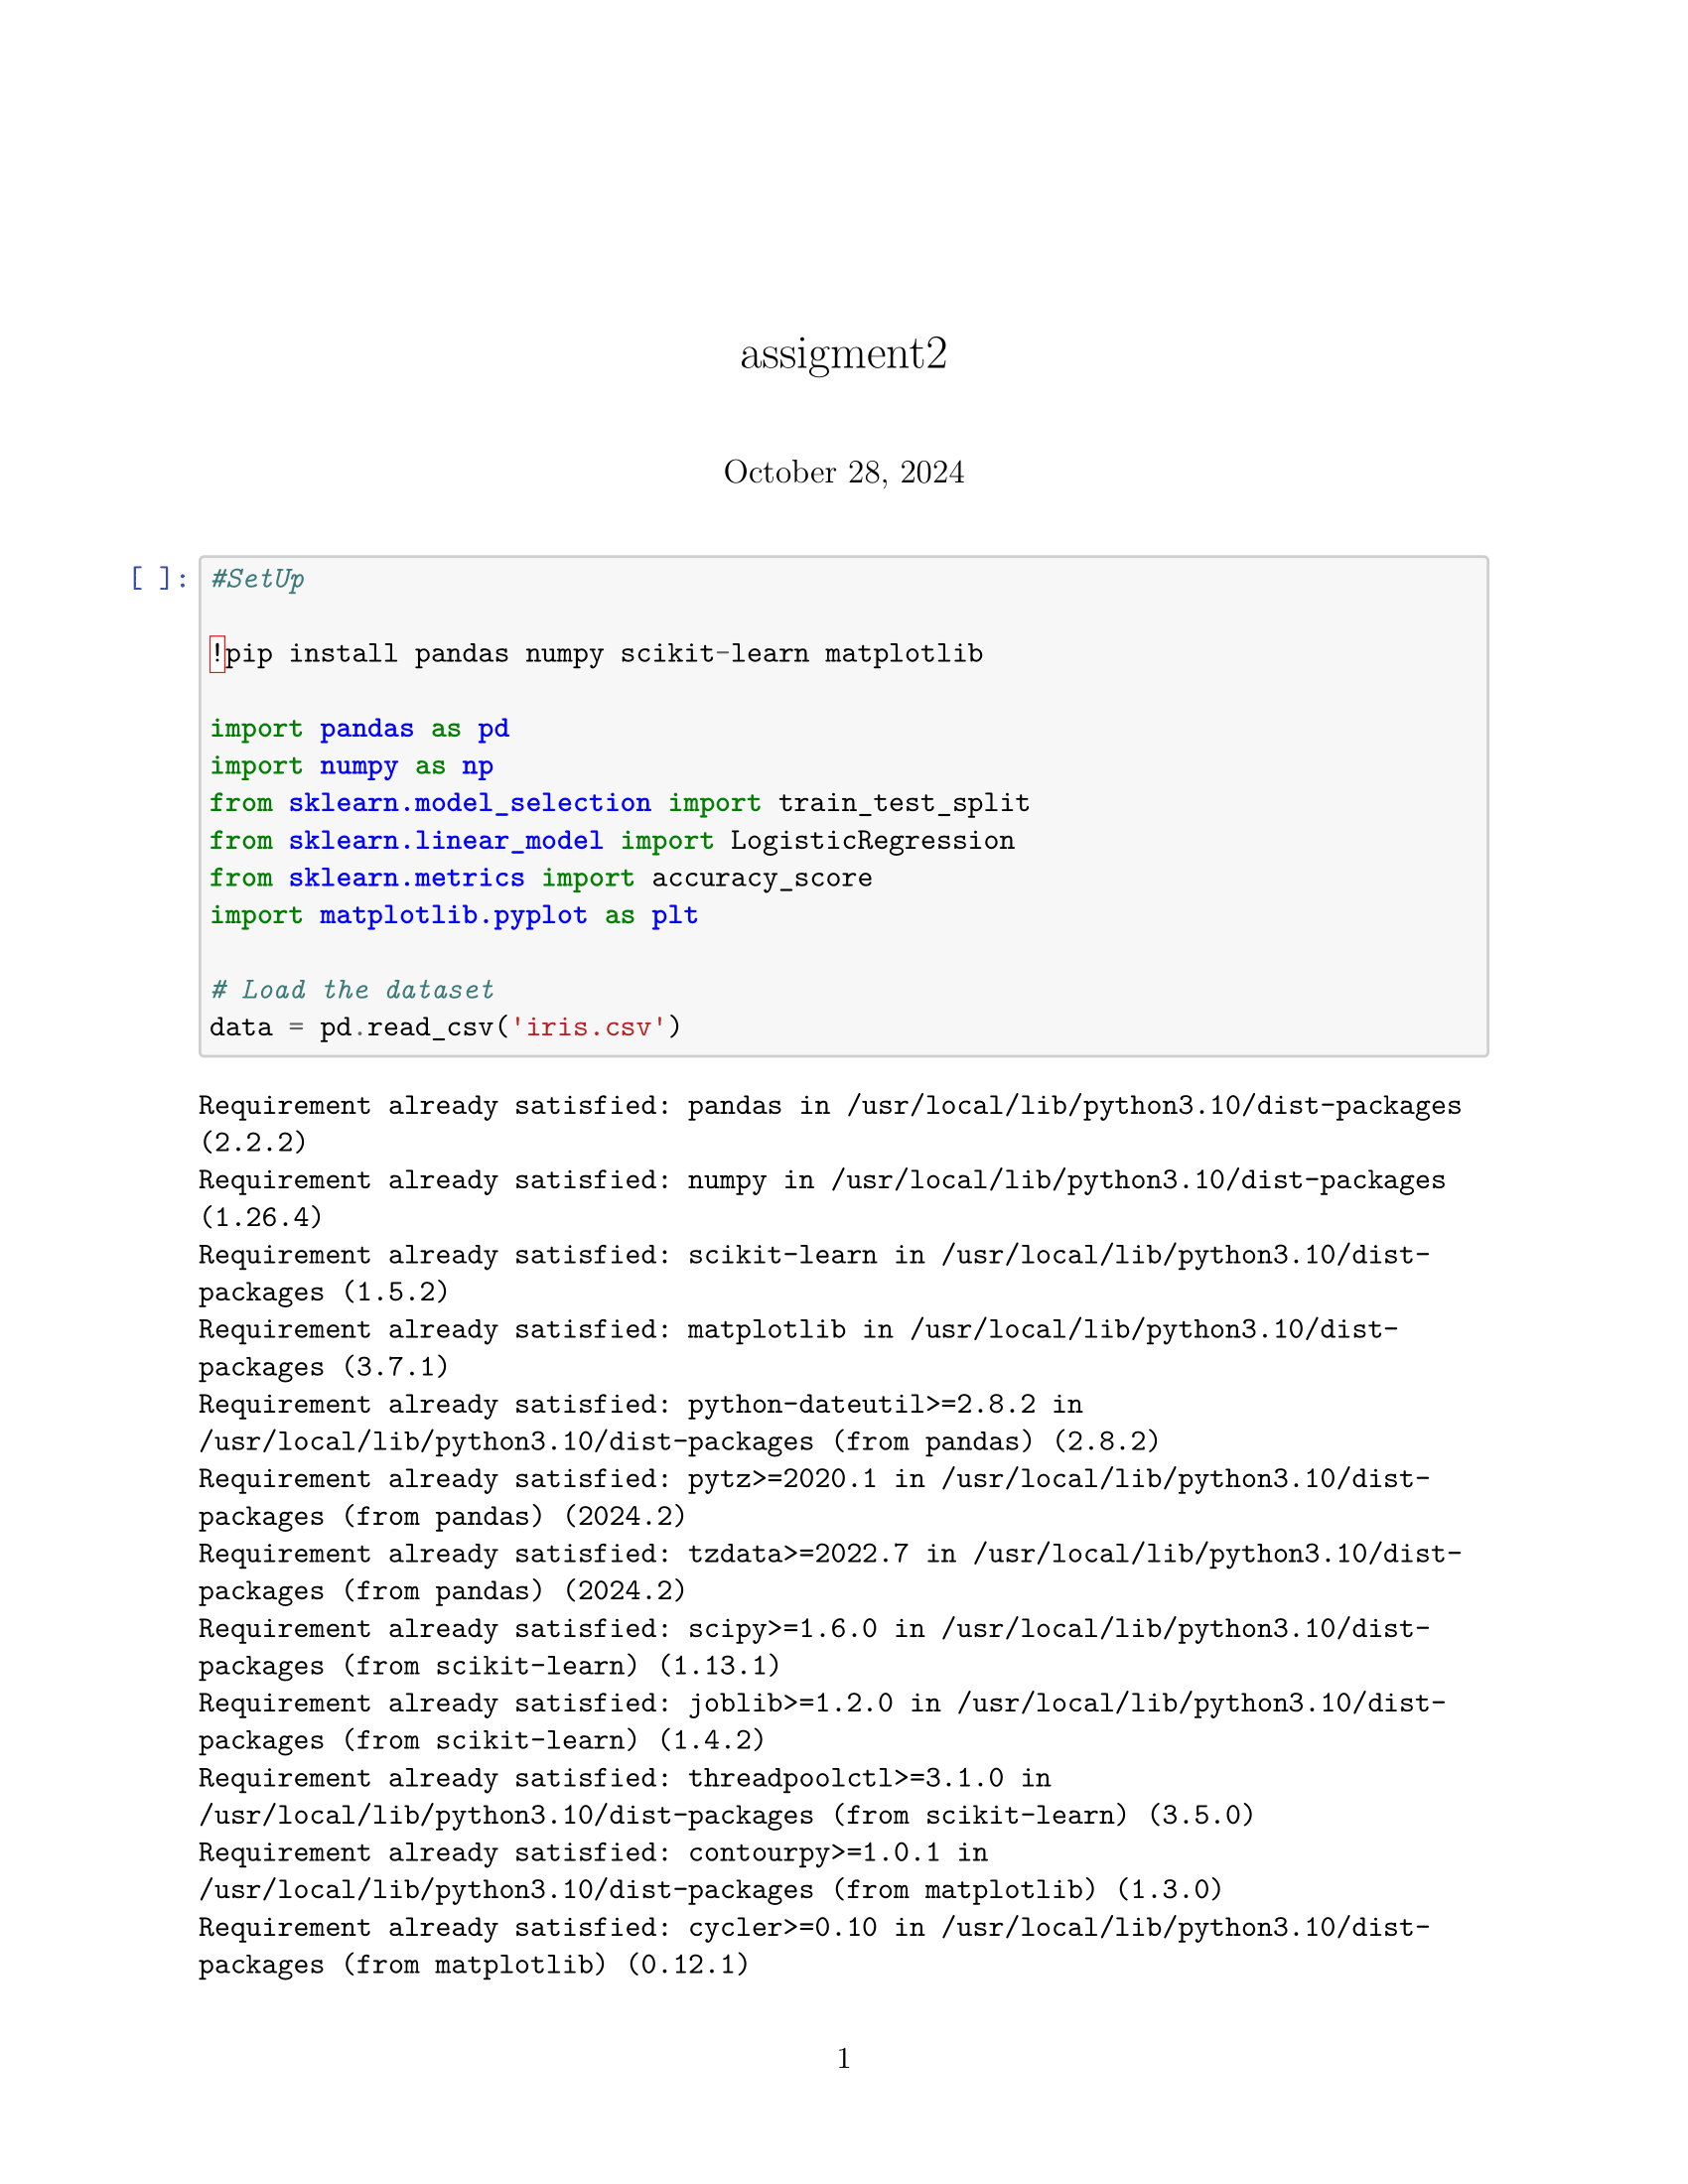 assigment2
October 28, 2024
[ ]: #SetUp
!pip install pandas numpy scikit-learn matplotlib
import pandas as pd
import numpy as np
from sklearn.model_selection import train_test_split
from sklearn.linear_model import LogisticRegression
from sklearn.metrics import accuracy_score
import matplotlib.pyplot as plt
# Load the dataset
data = pd.read_csv('iris.csv')
Requirement already satisfied: pandas in /usr/local/lib/python3.10/dist-packages
(2.2.2)
Requirement already satisfied: numpy in /usr/local/lib/python3.10/dist-packages
(1.26.4)
Requirement already satisfied: scikit-learn in /usr/local/lib/python3.10/dist-
packages (1.5.2)
Requirement already satisfied: matplotlib in /usr/local/lib/python3.10/dist-
packages (3.7.1)
Requirement already satisfied: python-dateutil>=2.8.2 in
/usr/local/lib/python3.10/dist-packages (from pandas) (2.8.2)
Requirement already satisfied: pytz>=2020.1 in /usr/local/lib/python3.10/dist-
packages (from pandas) (2024.2)
Requirement already satisfied: tzdata>=2022.7 in /usr/local/lib/python3.10/dist-
packages (from pandas) (2024.2)
Requirement already satisfied: scipy>=1.6.0 in /usr/local/lib/python3.10/dist-
packages (from scikit-learn) (1.13.1)
Requirement already satisfied: joblib>=1.2.0 in /usr/local/lib/python3.10/dist-
packages (from scikit-learn) (1.4.2)
Requirement already satisfied: threadpoolctl>=3.1.0 in
/usr/local/lib/python3.10/dist-packages (from scikit-learn) (3.5.0)
Requirement already satisfied: contourpy>=1.0.1 in
/usr/local/lib/python3.10/dist-packages (from matplotlib) (1.3.0)
Requirement already satisfied: cycler>=0.10 in /usr/local/lib/python3.10/dist-
packages (from matplotlib) (0.12.1)
1